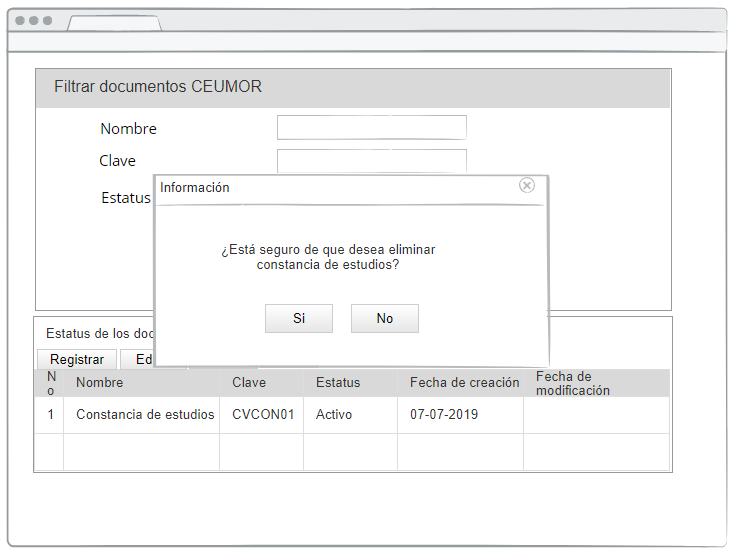 Filtrar documentos CEUMOR
Nombre
Clave
Estatus
Información
¿Está seguro de que desea eliminar
constancia de estudios?
Si
No
Estatus de los
Registrar
No
Nombre
Clave
Estatus
Fecha de creación
Fecha de
modificación
1
Constancia de estudios
CVCON01
Activo
07-07-2019